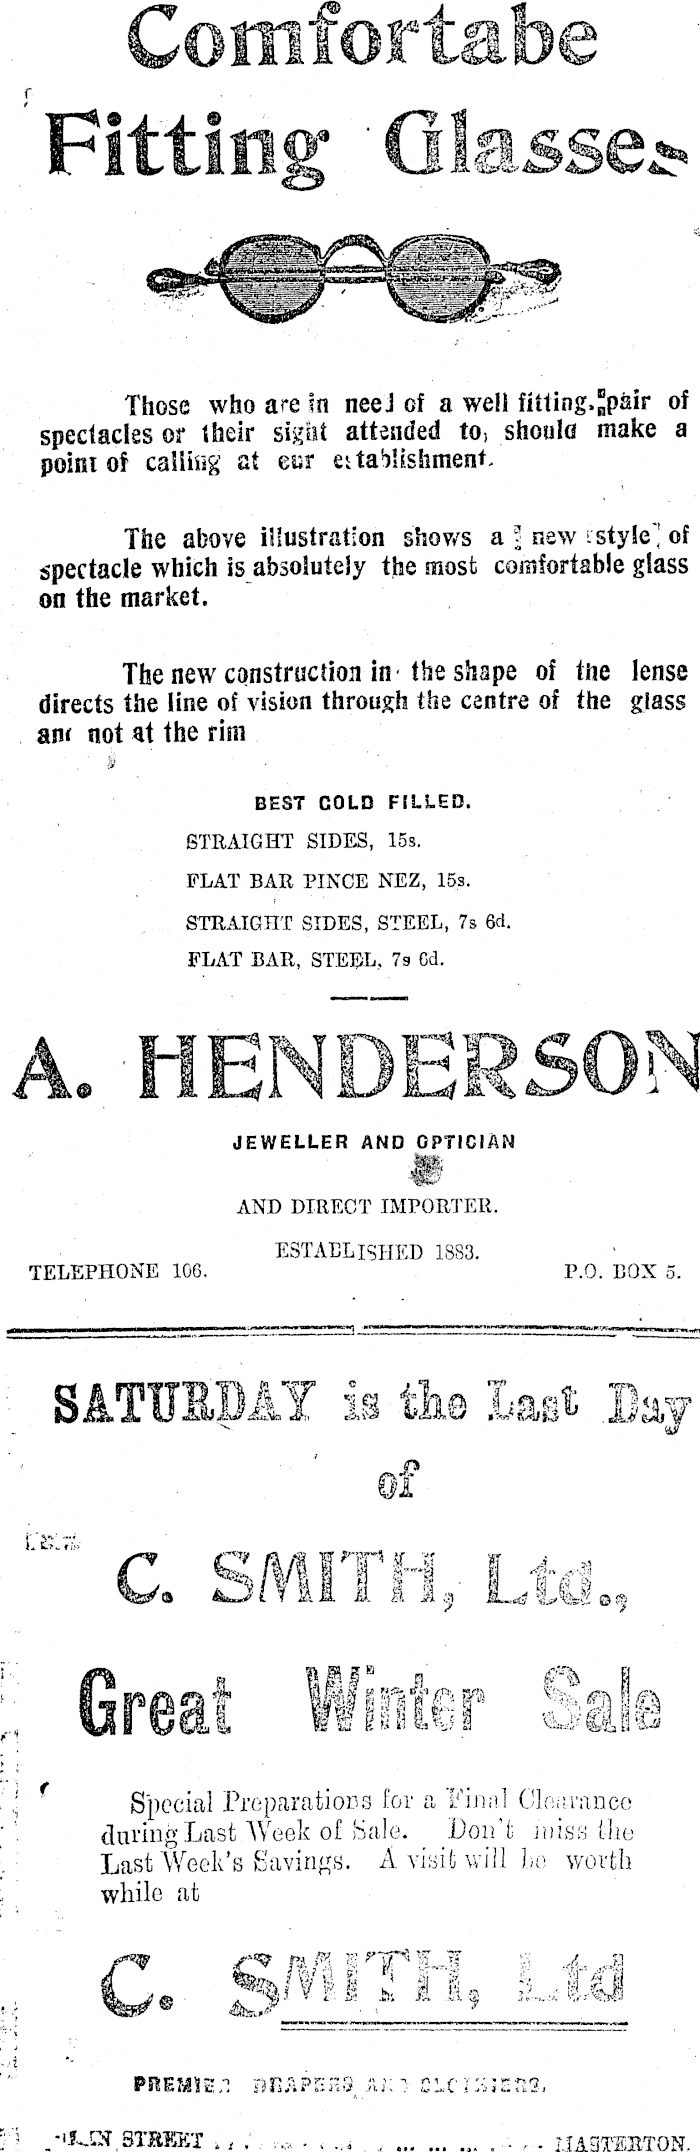 Comfortabe
Fitting Glasses
Those who are in need of a well fitting pair of
spectacles or their sight attended to, should make a
point of calling at our establishment.
The above illustration shows a new style of
spectacle which is absolutely the most comfortable glass
on the market.
The new construction in the shape of the lense
directs the line of vision through the centre of the glass
and not at the rim
BEST GOLD FILLED.
STRAIGHT SIDES, 15s.
FLAT BAR PINCE NEZ, 15s.
STRAIGHT SIDES, STEEL, 7s 6d.
FLAT BAR, STEEL, 7s 6d.
A. HENDERSON
JEWELLER AND OPTICIAN
AND DIRECT IMPORTER.
ESTABLISHED 1883.
TELEPHONE 106. P.O. BOX 5.
SATURDAY is the Last Day
of
C. SMITH, Ltd.,
Great Winter Sale
Special Preparations for a Final Clearance
during Last Week of Sale. Don't miss the
Last Week's Savings. A visit will be worth
while at
C. SMITH, Ltd
PREMIER DRAPERS AND CLOTHIERS,
STREET ... ... ... MASTERTON.